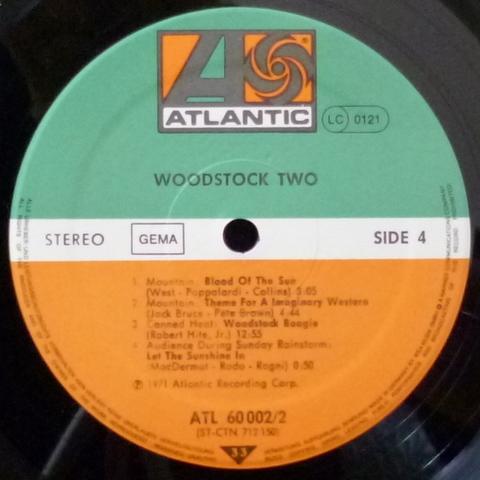 ATLANTIC
LC 0121
WOODSTOCK TWO
STEREO GEMA SIDE 4
1. Mountain: Blood Of The Sun
(West - Pappalardi - Collins) 5:05
2. Mountain: Theme For A Imaginary Western
(Jack Bruce - Pete Brown) 4:44
3. Canned Heat: Woodstock Boogie
(Robert Hite, Jr.) 12:55
4. Audience During Sunday Rainstorm:
Let The Sunshine In
(MacDermot - Rado - Ragni) 0:50
℗ 1971 Atlantic Recording Corp.
ATL 60 002/2
(ST-CTN 712 150)
33